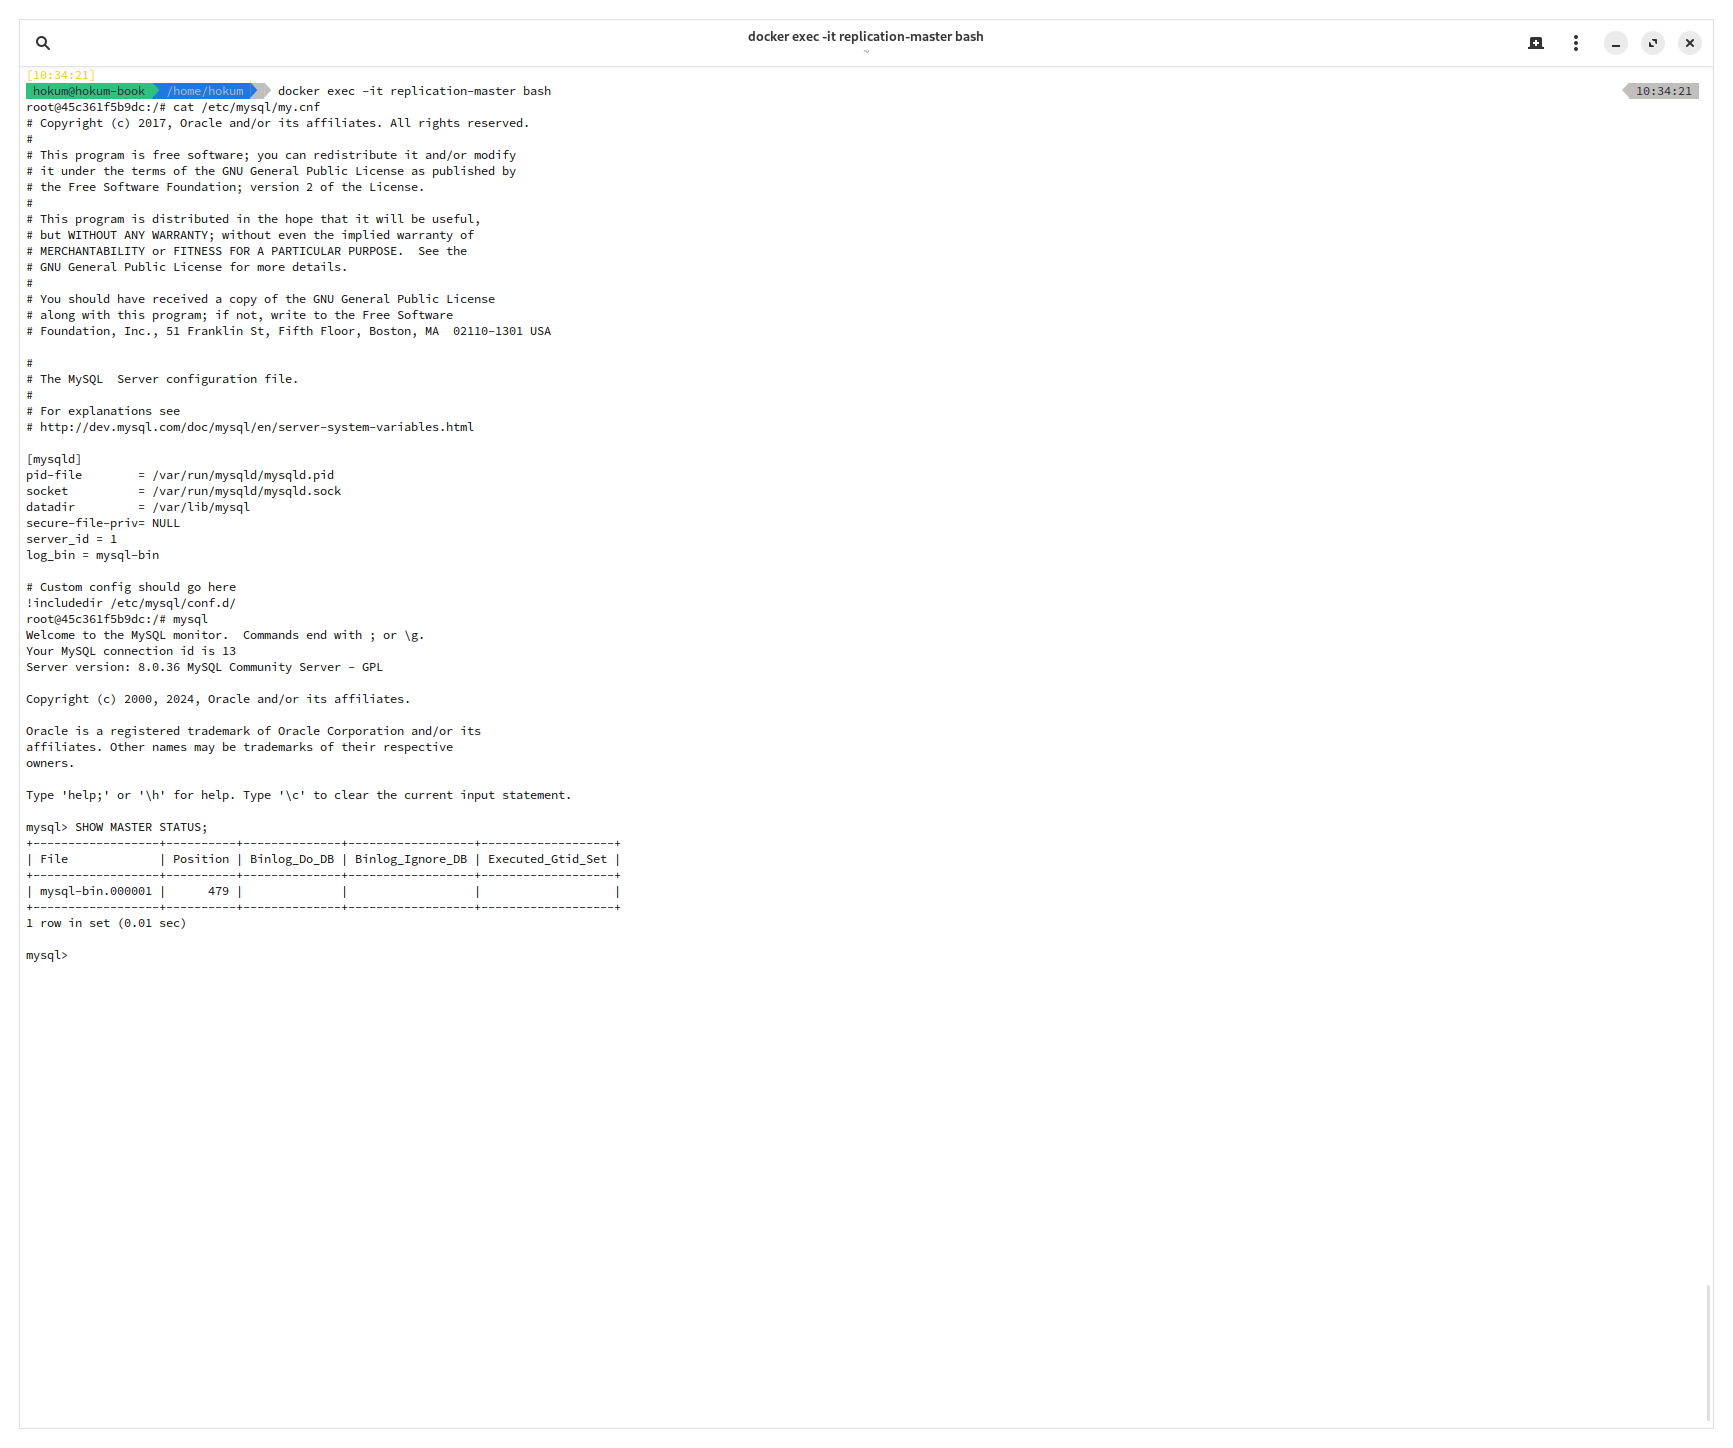 docker exec -it replication-master bash
~
[10:34:21]
hokum@hokum-book /home/hokum docker exec -it replication-master bash 10:34:21
root@45c361f5b9dc:/# cat /etc/mysql/my.cnf
# Copyright (c) 2017, Oracle and/or its affiliates. All rights reserved.
#
# This program is free software; you can redistribute it and/or modify
# it under the terms of the GNU General Public License as published by
# the Free Software Foundation; version 2 of the License.
#
# This program is distributed in the hope that it will be useful,
# but WITHOUT ANY WARRANTY; without even the implied warranty of
# MERCHANTABILITY or FITNESS FOR A PARTICULAR PURPOSE.  See the
# GNU General Public License for more details.
#
# You should have received a copy of the GNU General Public License
# along with this program; if not, write to the Free Software
# Foundation, Inc., 51 Franklin St, Fifth Floor, Boston, MA  02110-1301 USA

#
# The MySQL  Server configuration file.
#
# For explanations see
# http://dev.mysql.com/doc/mysql/en/server-system-variables.html

[mysqld]
pid-file        = /var/run/mysqld/mysqld.pid
socket          = /var/run/mysqld/mysqld.sock
datadir         = /var/lib/mysql
secure-file-priv= NULL
server_id = 1
log_bin = mysql-bin

# Custom config should go here
!includedir /etc/mysql/conf.d/
root@45c361f5b9dc:/# mysql
Welcome to the MySQL monitor.  Commands end with ; or \g.
Your MySQL connection id is 13
Server version: 8.0.36 MySQL Community Server - GPL

Copyright (c) 2000, 2024, Oracle and/or its affiliates.

Oracle is a registered trademark of Oracle Corporation and/or its
affiliates. Other names may be trademarks of their respective
owners.

Type 'help;' or '\h' for help. Type '\c' to clear the current input statement.

mysql> SHOW MASTER STATUS;
+------------------+----------+--------------+------------------+-------------------+
| File             | Position | Binlog_Do_DB | Binlog_Ignore_DB | Executed_Gtid_Set |
+------------------+----------+--------------+------------------+-------------------+
| mysql-bin.000001 |      479 |              |                  |                   |
+------------------+----------+--------------+------------------+-------------------+
1 row in set (0.01 sec)

mysql>